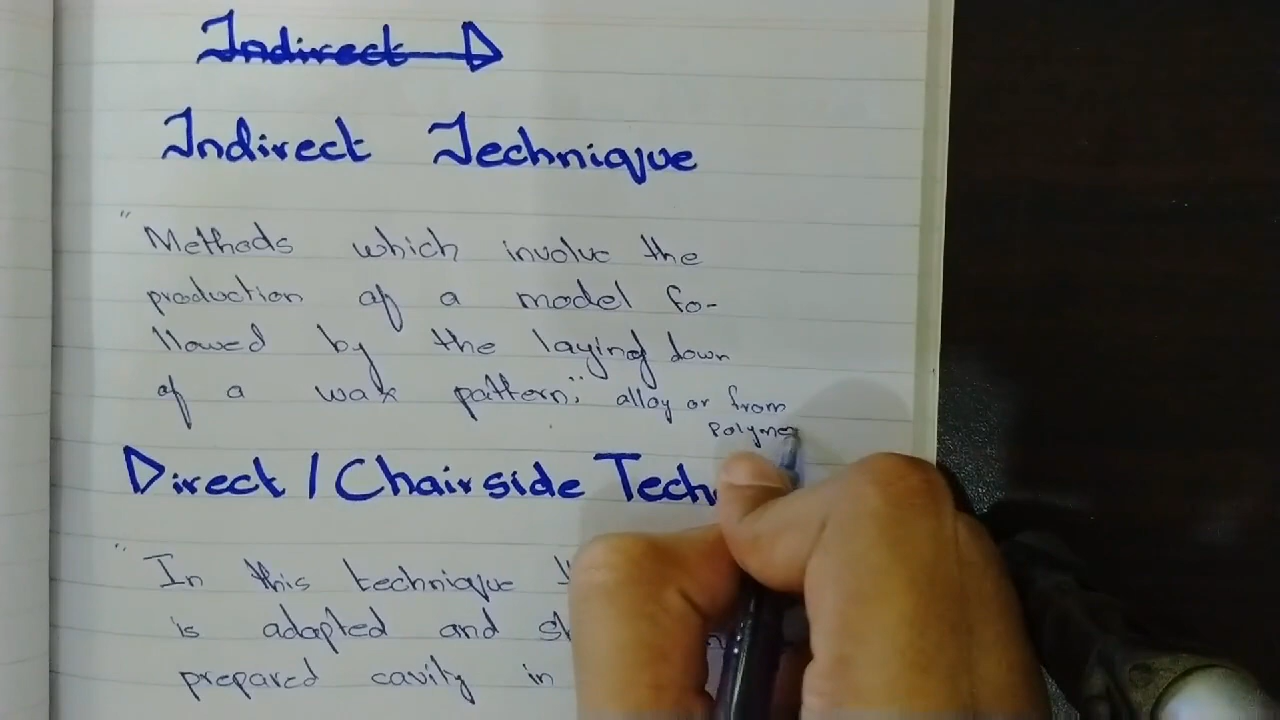 Indirect
Indirect Technique
"Methods which involve the
production of a model fo-
llowed by the laying down
of a wax pattern;" alloy or from
Polyme
Direct / Chairside Tech
"In this technique
is adapted and
prepared cavity in